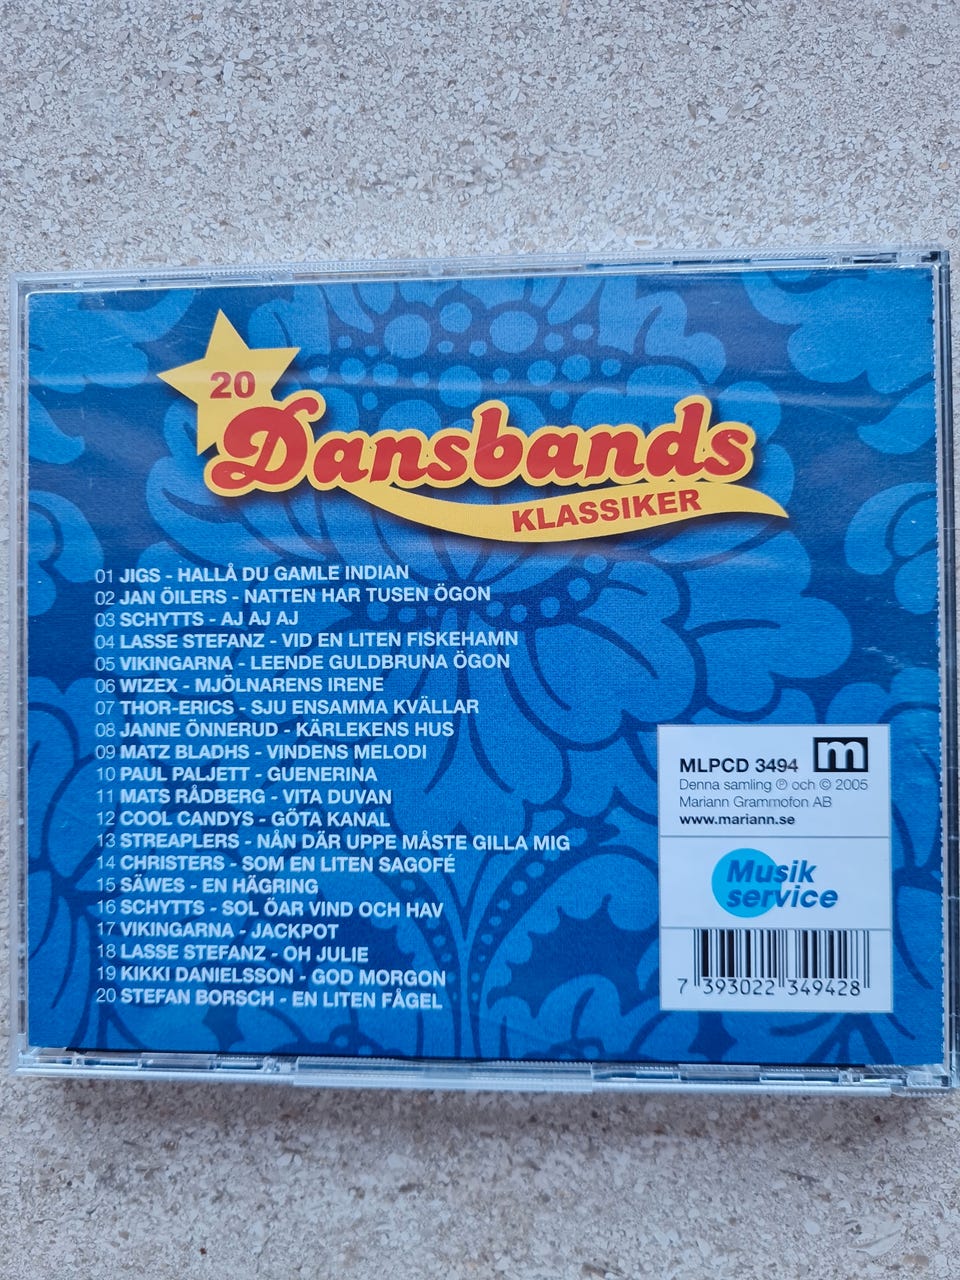 20
Dansbands
KLASSIKER
01 JIGS - HALLÅ DU GAMLE INDIAN
02 JAN ÖILERS - NATTEN HAR TUSEN ÖGON
03 SCHYTTS - AJ AJ AJ
04 LASSE STEFANZ - VID EN LITEN FISKEHAMN
05 VIKINGARNA - LEENDE GULDBRUNA ÖGON
06 WIZEX - MJÖLNARENS IRENE
07 THOR-ERICS - SJU ENSAMMA KVÄLLAR
08 JANNE ÖNNERUD - KÄRLEKENS HUS
09 MATZ BLADHS - VINDENS MELODI
10 PAUL PALJETT - GUENERINA
11 MATS RÅDBERG - VITA DUVAN
12 COOL CANDYS - GÖTA KANAL
13 STREAPLERS - NÅN DÄR UPPE MÅSTE GILLA MIG
14 CHRISTERS - SOM EN LITEN SAGOFÉ
15 SÄWES - EN HÄGRING
16 SCHYTTS - SOL ÖAR VIND OCH HAV
17 VIKINGARNA - JACKPOT
18 LASSE STEFANZ - OH JULIE
19 KIKKI DANIELSSON - GOD MORGON
20 STEFAN BORSCH - EN LITEN FÅGEL
m
MLPCD 3494
Denna samling ℗ och © 2005
Mariann Grammofon AB
www.mariann.se
Musik
service
7 393022 349428